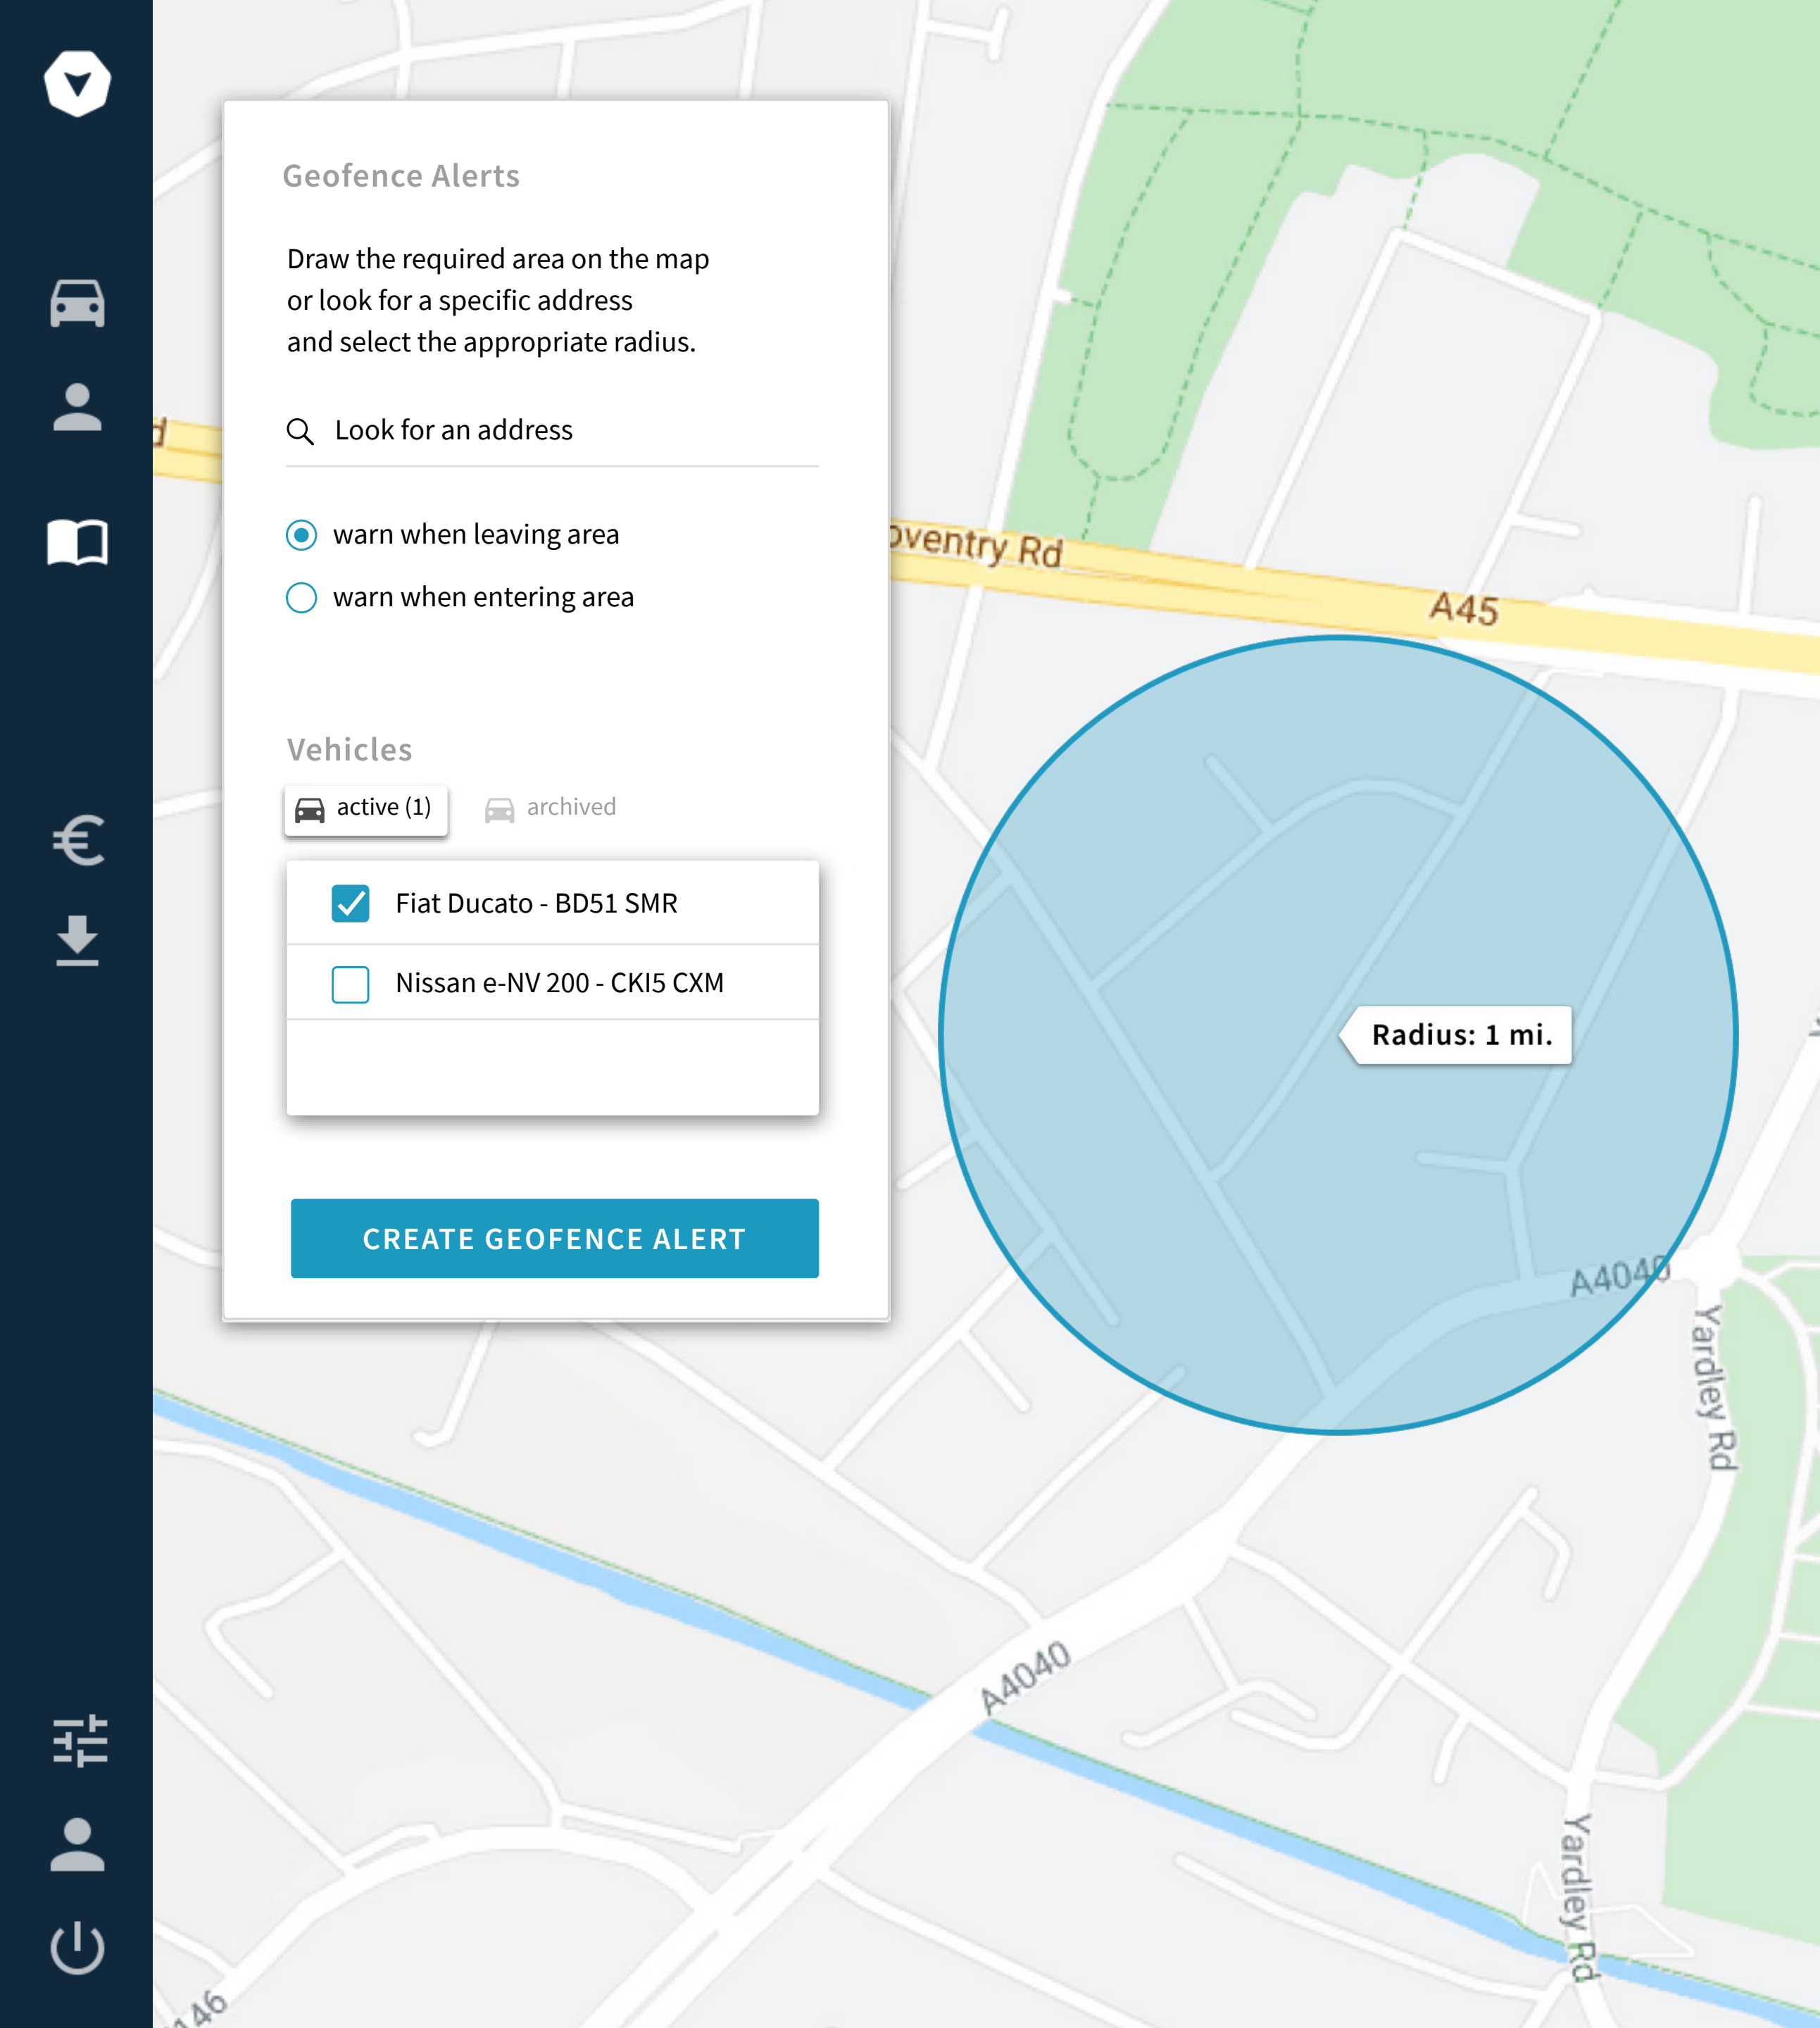 Geofence Alerts
Draw the required area on the map
or look for a specific address
and select the appropriate radius.
Look for an address
warn when leaving area
warn when entering area
Vehicles
active (1)
archived
Fiat Ducato - BD51 SMR
Nissan e-NV 200 - CKI5 CXM
CREATE GEOFENCE ALERT
d
oventry Rd
A45
Radius: 1 mi.
A4040
Yardley Rd
A4040
Yardley Rd